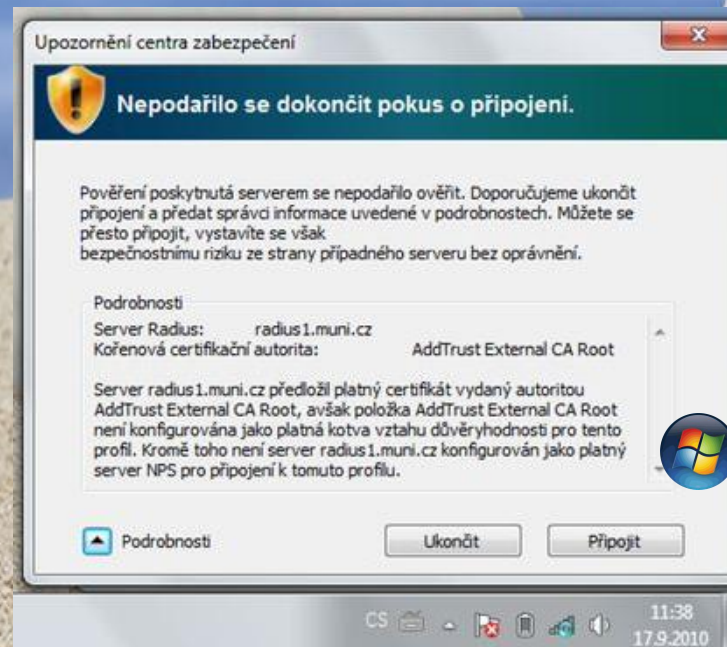 Upozornění centra zabezpečení
Nepodařilo se dokončit pokus o připojení.
Pověření poskytnutá serverem se nepodařilo ověřit. Doporučujeme ukončit
připojení a předat správci informace uvedené v podrobnostech. Můžete se
přesto připojit, vystavíte se však
bezpečnostnímu riziku ze strany případného serveru bez oprávnění.
Podrobnosti
Server Radius: radius1.muni.cz
Kořenová certifikační autorita: AddTrust External CA Root
Server radius1.muni.cz předložil platný certifikát vydaný autoritou
AddTrust External CA Root, avšak položka AddTrust External CA Root
není konfigurována jako platná kotva vztahu důvěryhodnosti pro tento
profil. Kromě toho není server radius1.muni.cz konfigurován jako platný
server NPS pro připojení k tomuto profilu.
Podrobnosti Ukončit Připojit
CS 11:38
17.9.2010